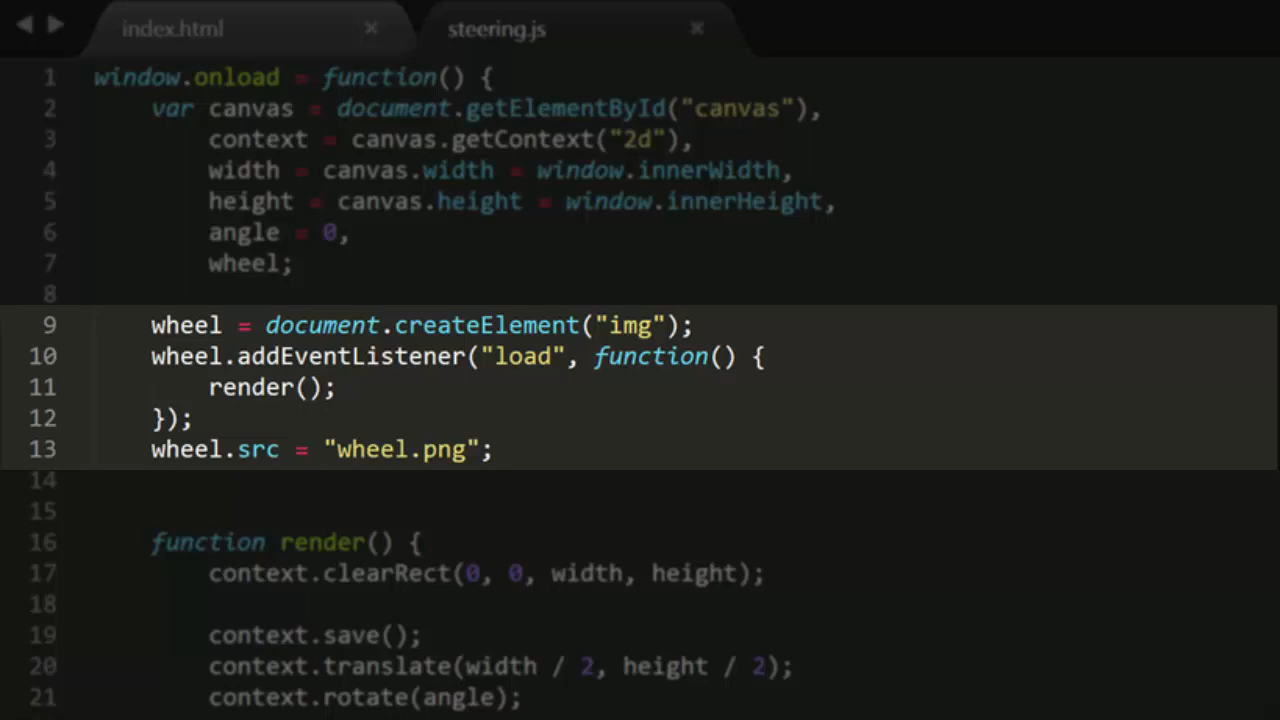 index.html
steering.js
1 window.onload = function() {
2 var canvas = document.getElementById("canvas"),
3 context = canvas.getContext("2d"),
4 width = canvas.width = window.innerWidth,
5 height = canvas.height = window.innerHeight,
6 angle = 0,
7 wheel;
8
9 wheel = document.createElement("img");
10 wheel.addEventListener("load", function() {
11 render();
12 });
13 wheel.src = "wheel.png";
14
15
16 function render() {
17 context.clearRect(0, 0, width, height);
18
19 context.save();
20 context.translate(width / 2, height / 2);
21 context.rotate(angle);